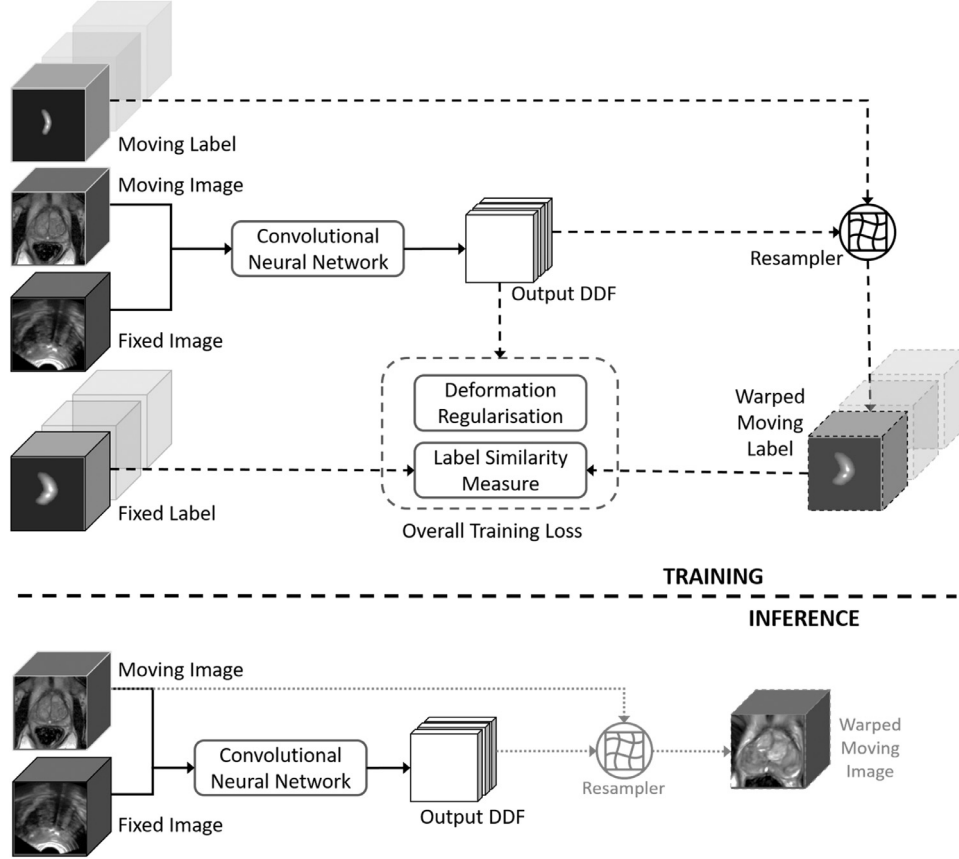 Moving Label
Moving Image
Convolutional
Neural Network
Output DDF
Resampler
Fixed Image
Deformation
Regularisation
Warped
Moving
Label
Label Similarity
Measure
Fixed Label
Overall Training Loss
TRAINING
INFERENCE
Moving Image
Convolutional
Neural Network
Output DDF
Resampler
Warped
Moving
Image
Fixed Image